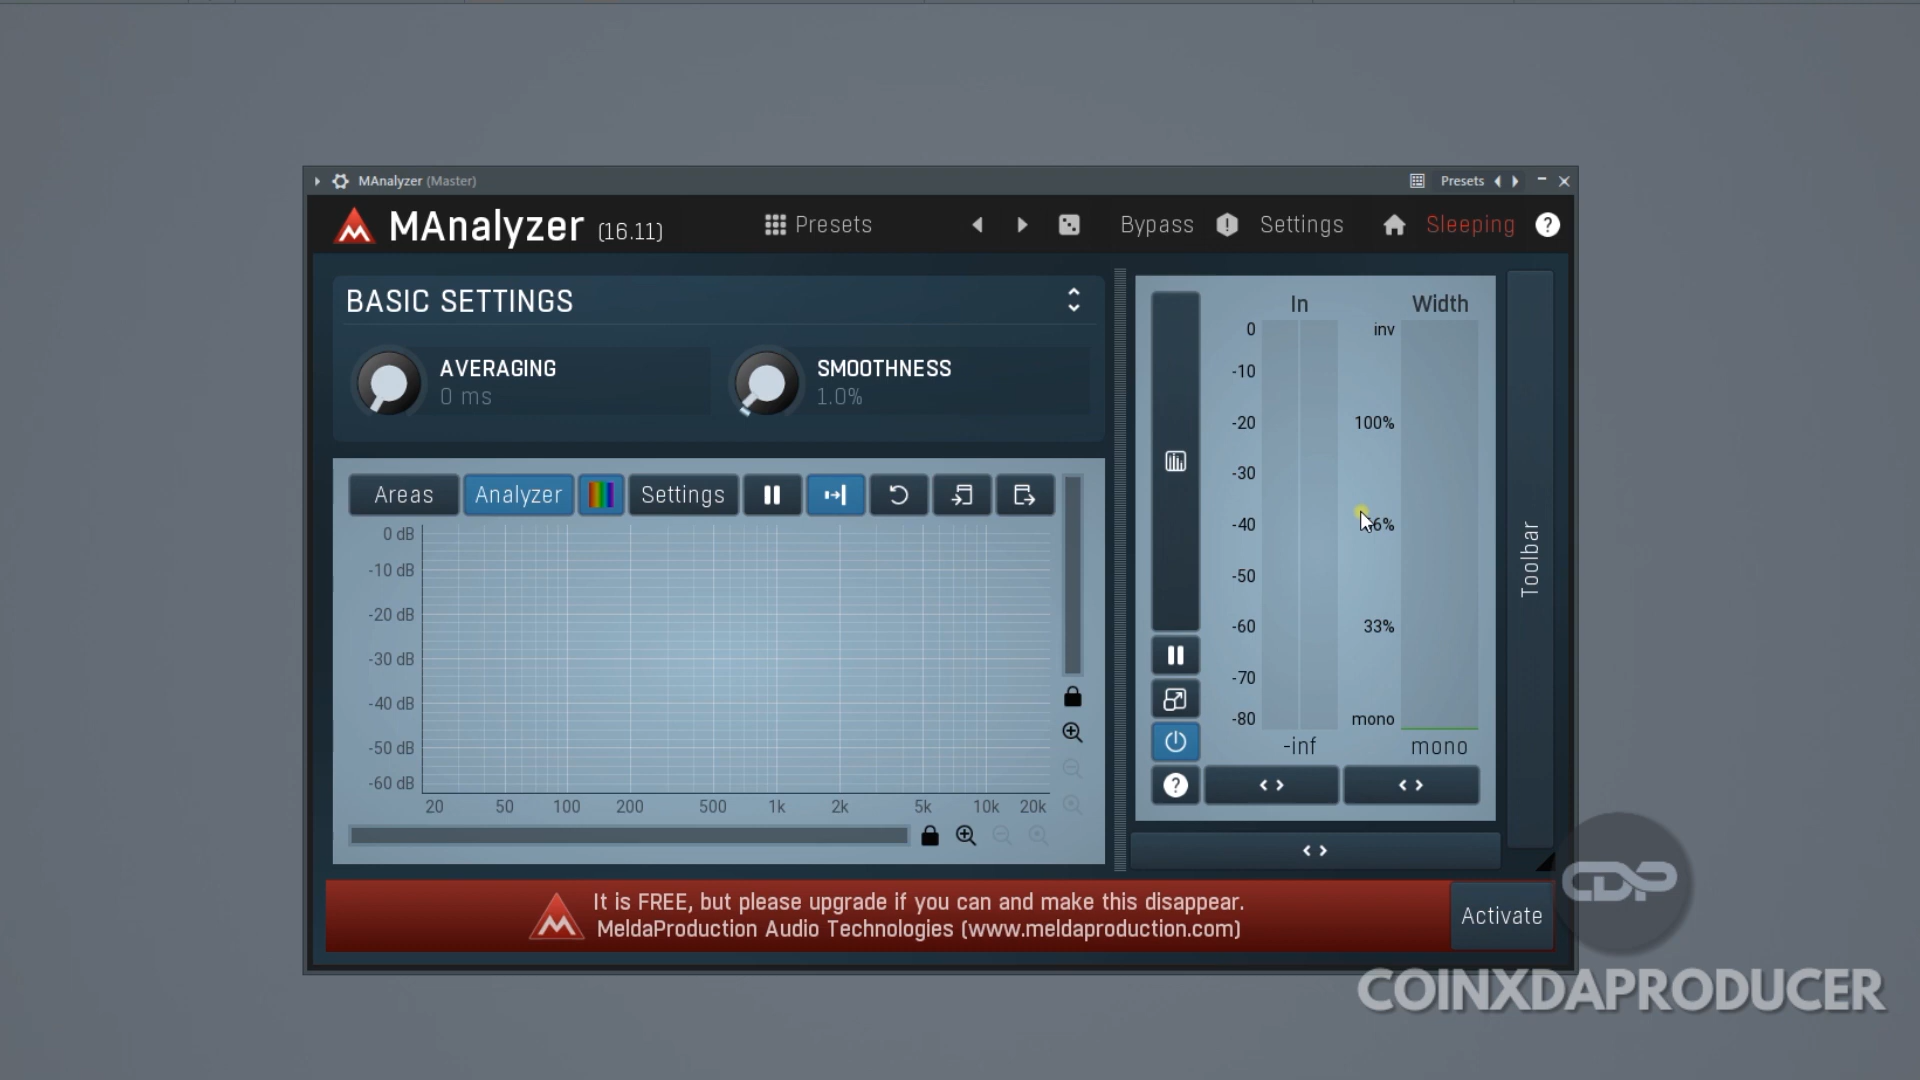 MAnalyzer (Master)
Presets
MAnalyzer (16.11)
Presets
Bypass
Settings
Sleeping
?
BASIC SETTINGS
AVERAGING
0 ms
SMOOTHNESS
1.0%
Areas
Analyzer
Settings
0 dB
-10 dB
-20 dB
-30 dB
-40 dB
-50 dB
-60 dB
20 50 100 200 500 1k 2k 5k 10k 20k
In
Width
0
-10
-20
-30
-40
-50
-60
-70
-80
inv
100%
33%
mono
-inf
mono
?
Toolbar
It is FREE, but please upgrade if you can and make this disappear.
MeldaProduction Audio Technologies (www.meldaproduction.com)
Activate
CDP
COINXDAPRODUCER